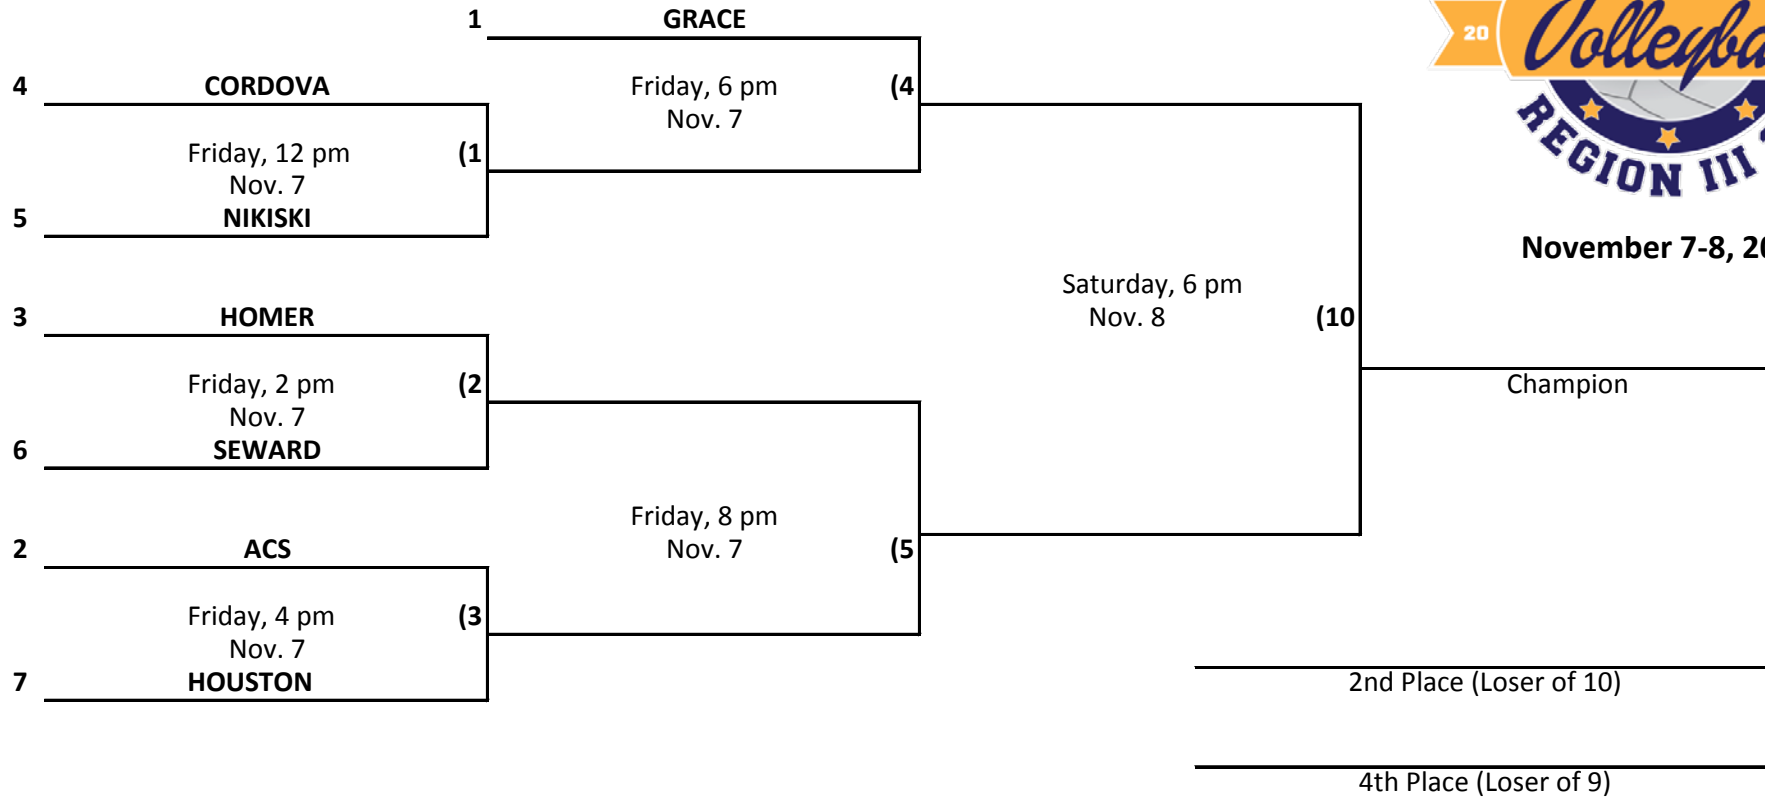 1 GRACE
20
4 CORDOVA
Friday, 6 pm (4
Nov. 7
REGION III
Friday, 12 pm (1
Nov. 7
5 NIKISKI
November 7-8,
Saturday, 6 pm
Nov. 8 (10
3 HOMER
Friday, 2 pm (2
Nov. 7
Champion
6 SEWARD
Friday, 8 pm
Nov. 7 (5
2 ACS
Friday, 4 pm (3
Nov. 7
7 HOUSTON
2nd Place (Loser of 10)
4th Place (Loser of 9)